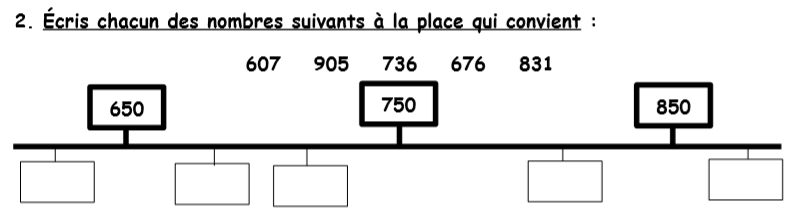 2. Écris chacun des nombres suivants à la place qui convient :
607 905 736 676 831
650 750 850